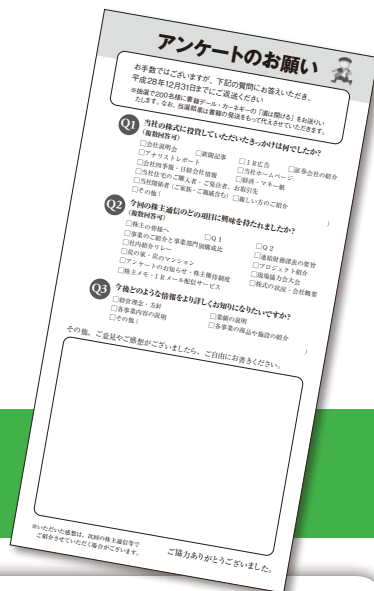 アンケートのお願い
お手数ではございますが、下記の質問にお答えいただき、
平成28年12月31日までにご返送ください
※抽選で200名様に書籍デール・カーネギーの「道は開ける」をお送りい
たします。なお、当選結果は書籍の発送をもって代えさせていただきます。
Q1 当社の株式に投資していただいたきっかけは何でしたか?
(複数回答可)
□会社説明会 □新聞記事 □IR広告 □証券会社の紹介
□アナリストレポート □当社ホームページ
□会社四季報・日経会社情報 □経済・マネー紙
□当社住宅のご購入者・ご発注者、お取引先
□当社関係者(ご家族・ご親戚含む) □親しい方のご紹介
□その他( )
Q2 今回の株主通信のどの項目に興味を持たれましたか?
(複数回答可)
□株主の皆様へ □Q1 □Q2
□事業のご紹介と事業部門別構成比 □連結財務諸表の要旨
□社内紹介リレー □プロジェクト紹介
□炭の家・炭のマンション □現場協力会大会
□アンケートのお知らせ・株主優待制度 □株式の状況・会社概要
□株主メモ・IRメール配信サービス
Q3 今後どのような情報をより詳しくお知りになりたいですか?
□経営理念・方針 □業績の説明
□各事業内容の説明 □各事業の商品や施設の紹介
□その他( )
その他、ご意見やご感想がございましたら、ご自由にお書きください。
※いただいた感想は、次回の株主通信等で
ご紹介させていただく場合がございます。
ご協力ありがとうございました。